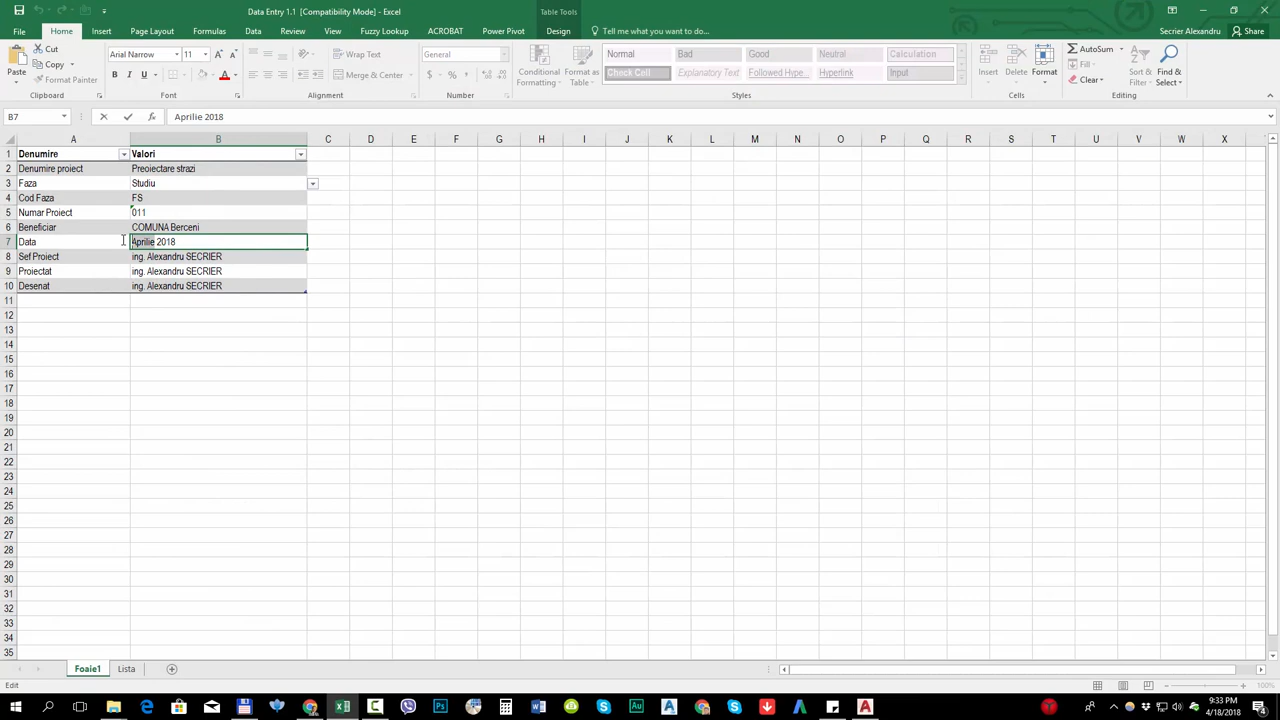 Data Entry 1.1 [Compatibility Mode] - Excel
Table Tools
File Home Insert Page Layout Formulas Data Review View Fuzzy Lookup ACROBAT Power Pivot Design Tell me what you want to do... Secrier Alexandru Share
Paste Cut Copy Format Painter Clipboard
Arial Narrow 11 A A B I U A Font
Wrap Text Merge & Center Alignment
General $ % , Number
Conditional Formatting Format as Table
Normal Bad Good Neutral Calculation
Check Cell Explanatory Text Followed Hype... Hyperlink Input
Styles
Insert Delete Format Cells
AutoSum Fill Clear Sort & Filter Find & Select Editing
B7 fx Aprilie 2018
A B C D E F G H I J K L M N O P Q R S T U V W X
1 Denumire Valori
2 Denumire proiect Preoiectare strazi
3 Faza Studiu
4 Cod Faza FS
5 Numar Proiect 011
6 Beneficiar COMUNA Berceni
7 Data Aprilie 2018
8 Sef Proiect ing. Alexandru SECRIER
9 Proiectat ing. Alexandru SECRIER
10 Desenat ing. Alexandru SECRIER
11
12
13
14
15
16
17
18
19
20
21
22
23
24
25
26
27
28
29
30
31
32
33
34
35
Foaie1 Lista
Edit 100%
9:33 PM
4/18/2018